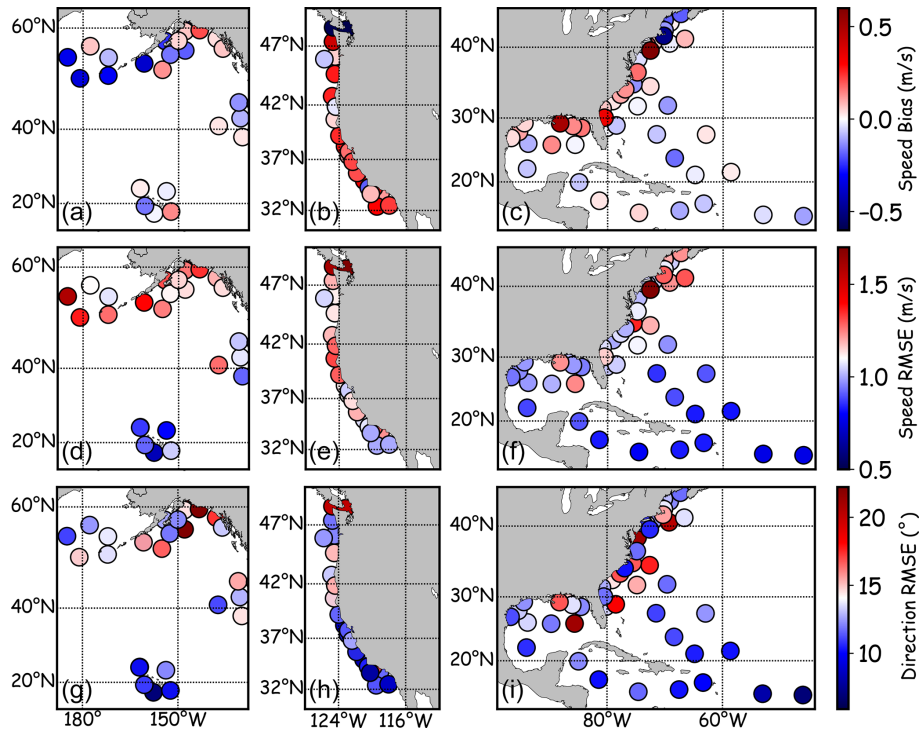 60°N
40°N
20°N
(a)
47°N
42°N
37°N
32°N
(b)
40°N
30°N
20°N
(c)
0.5
0.0
−0.5
Speed Bias (m/s)
60°N
40°N
20°N
(d)
47°N
42°N
37°N
32°N
(e)
40°N
30°N
20°N
(f)
1.5
1.0
0.5
Speed RMSE (m/s)
60°N
40°N
20°N
(g)
180°
150°W
47°N
42°N
37°N
32°N
(h)
124°W
116°W
40°N
30°N
20°N
(i)
80°W
60°W
20
15
10
Direction RMSE (°)